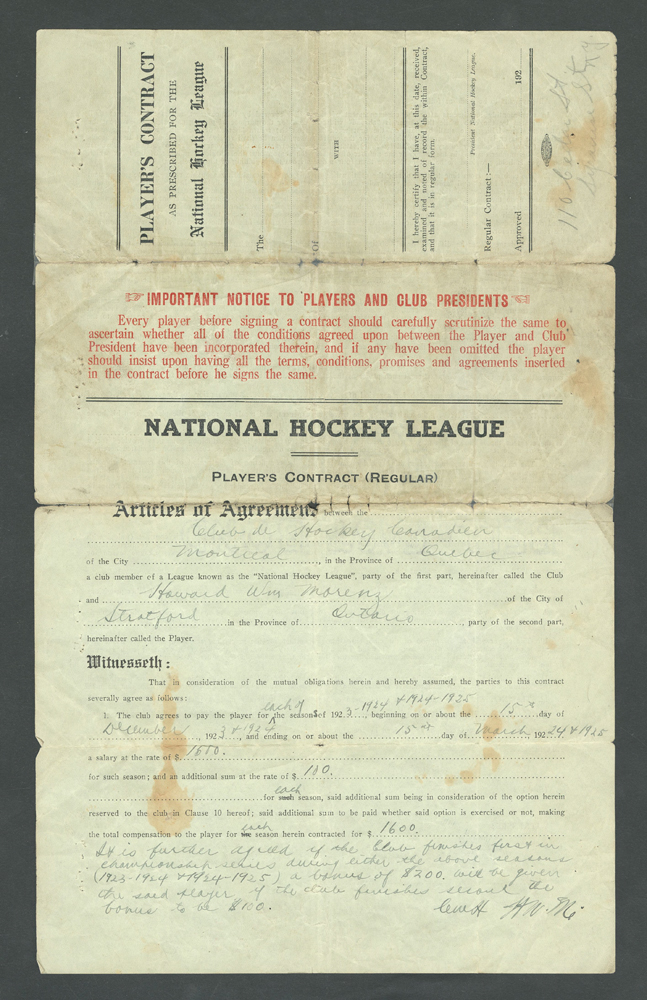 PLAYER'S CONTRACT
AS PRESCRIBED FOR THE
National Hockey League
The
Of
WITH
I hereby certify that I have, at this date, received,
examined and noted of record the within Contract,
and that it is in regular form.
President National Hockey League.
Regular Contract:—
Approved 192
110
St
IMPORTANT NOTICE TO PLAYERS AND CLUB PRESIDENTS
Every player before signing a contract should carefully scrutinize the same to
ascertain whether all of the conditions agreed upon between the Player and Club
President have been incorporated therein, and if any have been omitted the player
should insist upon having all the terms, conditions, promises and agreements inserted
in the contract before he signs the same.
NATIONAL HOCKEY LEAGUE
PLAYER'S CONTRACT (REGULAR)
Articles of Agreement between the
Club de Hockey Canadien
of the City Montreal, in the Province of Quebec
a club member of a League known as the "National Hockey League", party of the first part, hereinafter called the Club
and Howard Wm Morenz of the City of
Stratford in the Province of Ontario, party of the second part,
hereinafter called the Player.
Witnesseth:
That in consideration of the mutual obligations herein and hereby assumed, the parties to this contract
severally agree as follows:
1. The club agrees to pay the player for each of the seasons of 1923-1924 + 1924-1925, beginning on or about the 15th day of
December, 1923 + 1924, and ending on or about the 15th day of March, 1924 + 1925
a salary at the rate of $
for such season; and an additional sum at the rate of $ 100.
for each such season, said additional sum being in consideration of the option herein
reserved to the club in Clause 10 hereof; said additional sum to be paid whether said option is exercised or not, making
the total compensation to the player for each the season herein contracted for $ 1600.
It is further agreed if the Club finishes first in
championship series during either the above seasons
(1923-1924 + 1924-1925) a bonus of $200. will be given
the said player if the club finishes second the
bonus to be $100.
H.W.M.